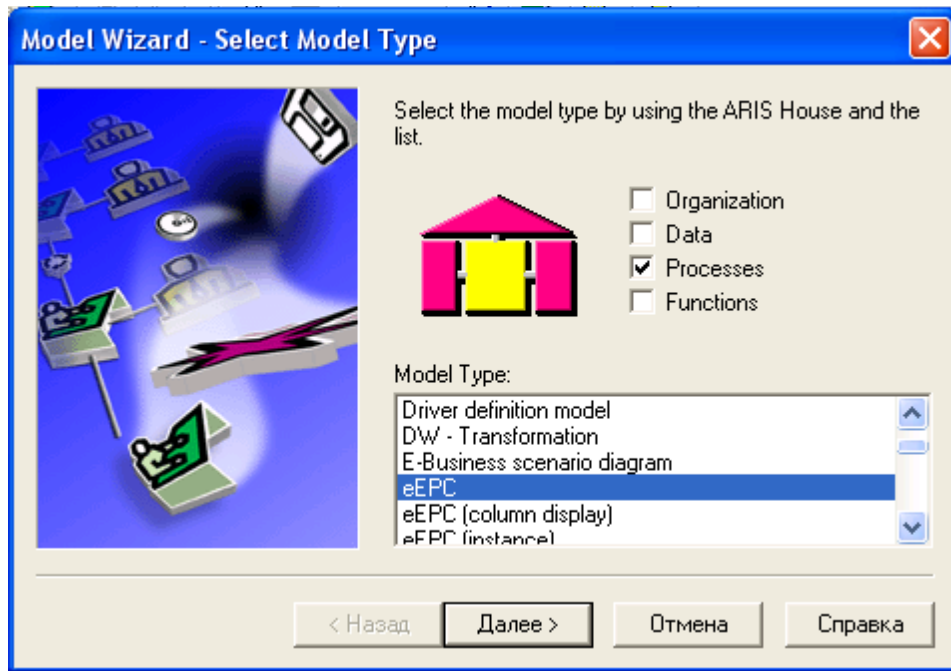 Model Wizard - Select Model Type
Select the model type by using the ARIS House and the
list.
Organization
Data
Processes
Functions
Model Type:
Driver definition model
DW - Transformation
E-Business scenario diagram
eEPC
eEPC (column display)
eEPC (instance)
< Назад
Далее >
Отмена
Справка